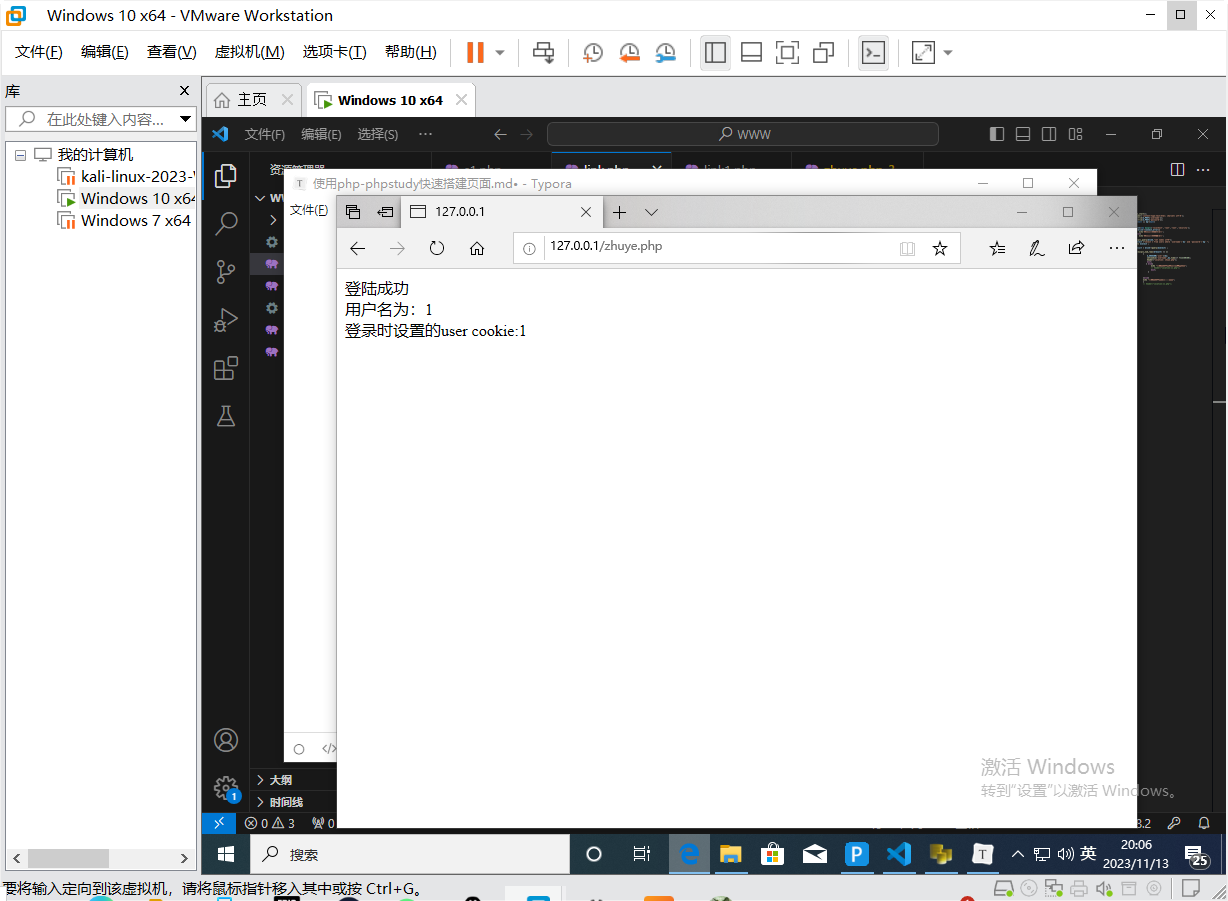 Windows 10 x64 - VMware Workstation
文件(F) 编辑(E) 查看(V) 虚拟机(M) 选项卡(T) 帮助(H)
库
在此处键入内容...
我的计算机
kali-linux-2023-
Windows 10 x64
Windows 7 x64
主页
Windows 10 x64
文件(F) 编辑(E) 选择(S) ···
WWW
资源管理器
使用php-phpstudy快速搭建页面.md• - Typora
文件(F)
127.0.0.1
127.0.0.1/zhuye.php
登陆成功
用户名为：1
登录时设置的user cookie:1
激活 Windows
转到“设置”以激活 Windows。
大纲
时间线
1
0 3 0
搜索
P
T
英
20:06
2023/11/13
25
要将输入定向到该虚拟机，请将鼠标指针移入其中或按 Ctrl+G。